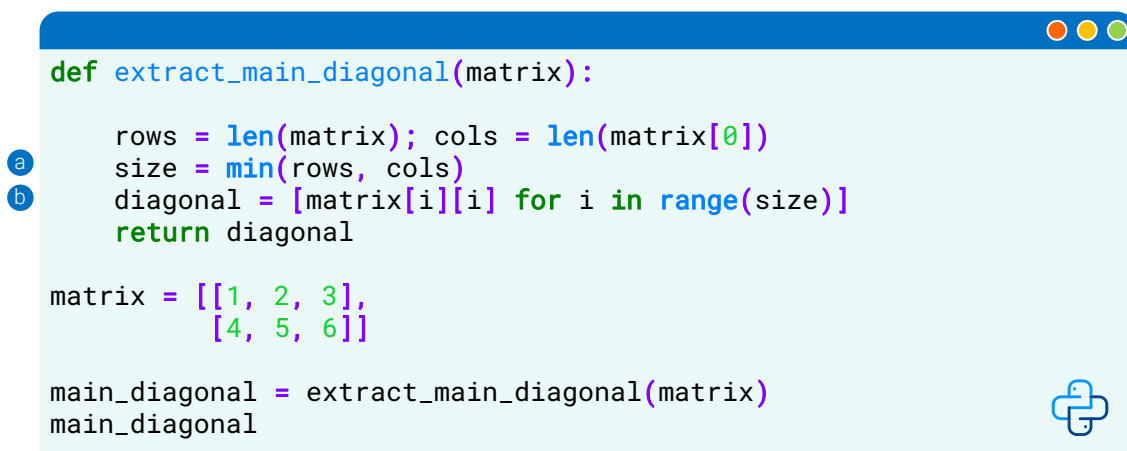 def extract_main_diagonal(matrix):
    rows = len(matrix); cols = len(matrix[0])
a    size = min(rows, cols)
b    diagonal = [matrix[i][i] for i in range(size)]
    return diagonal
matrix = [[1, 2, 3],
          [4, 5, 6]]
main_diagonal = extract_main_diagonal(matrix)
main_diagonal